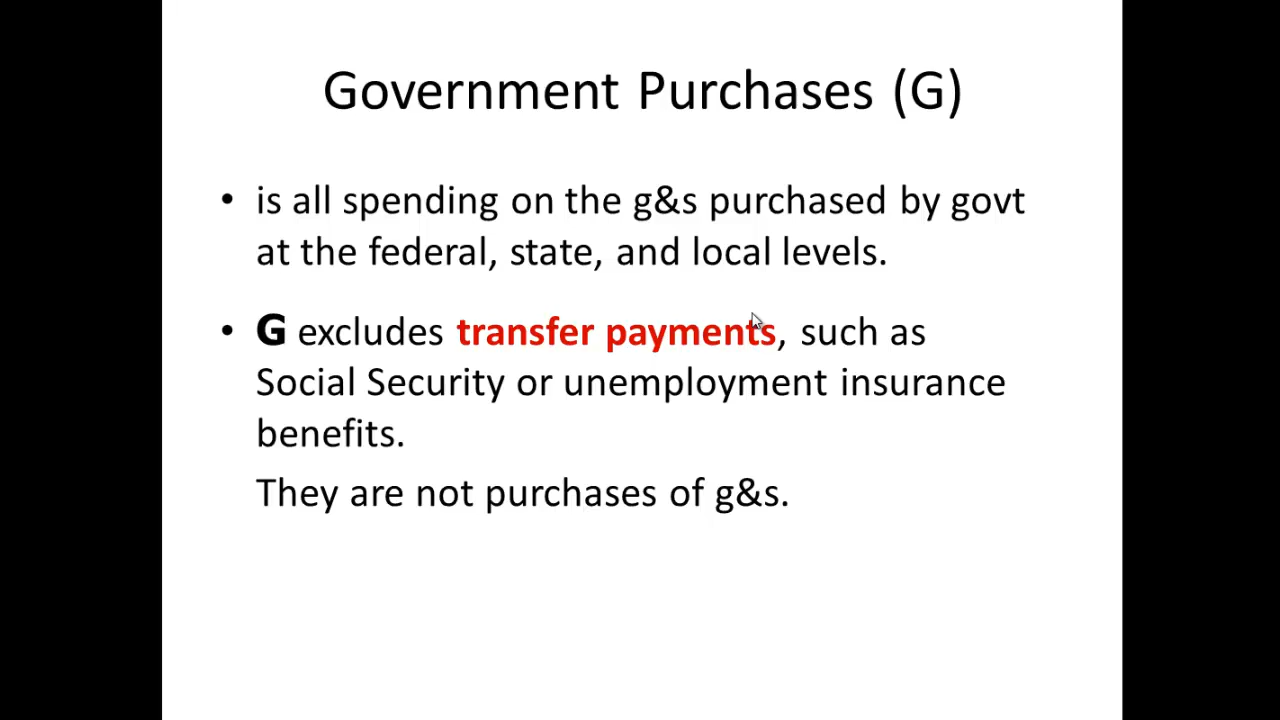 Government Purchases (G)
• is all spending on the g&s purchased by govt
at the federal, state, and local levels.
• G excludes transfer payments, such as
Social Security or unemployment insurance
benefits.
They are not purchases of g&s.